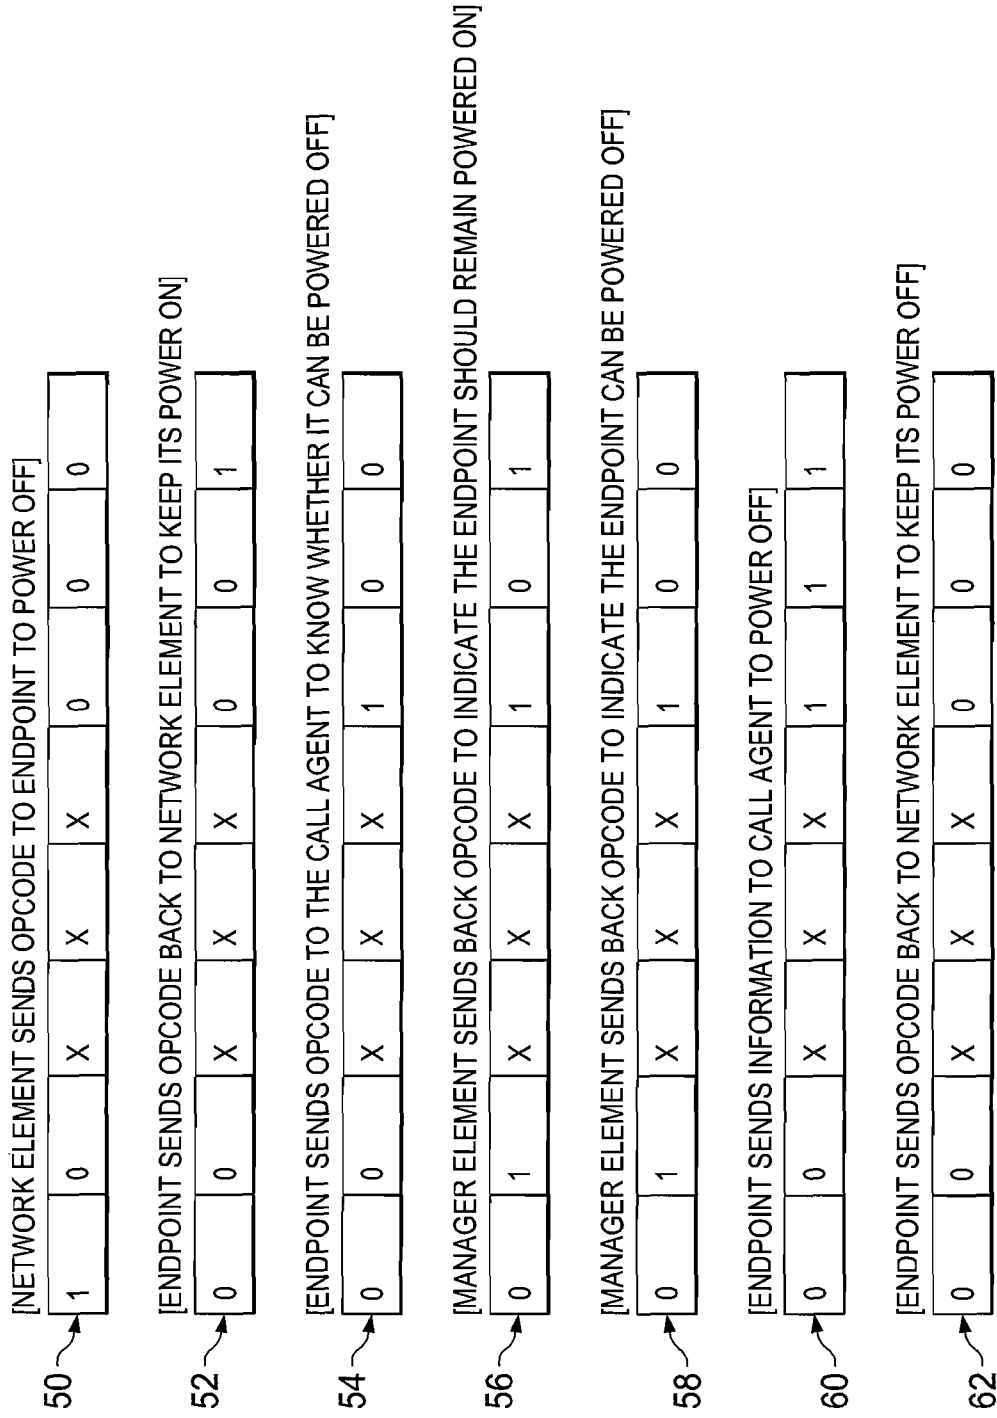 [NETWORK ELEMENT SENDS OPCODE TO ENDPOINT TO POWER OFF]
50 1 0 X X X 0 0 0
[ENDPOINT SENDS OPCODE BACK TO NETWORK ELEMENT TO KEEP ITS POWER ON]
52 0 0 X X X 0 0 1
[ENDPOINT SENDS OPCODE TO THE CALL AGENT TO KNOW WHETHER IT CAN BE POWERED OFF]
54 0 0 X X X 1 0 0
[MANAGER ELEMENT SENDS BACK OPCODE TO INDICATE THE ENDPOINT SHOULD REMAIN POWERED ON]
56 0 1 X X X 1 0 1
[MANAGER ELEMENT SENDS BACK OPCODE TO INDICATE THE ENDPOINT CAN BE POWERED OFF]
58 0 1 X X X 1 0 0
[ENDPOINT SENDS INFORMATION TO CALL AGENT TO POWER OFF]
60 0 0 X X X 1 1 1
[ENDPOINT SENDS OPCODE BACK TO NETWORK ELEMENT TO KEEP ITS POWER OFF]
62 0 0 X X X 0 0 0